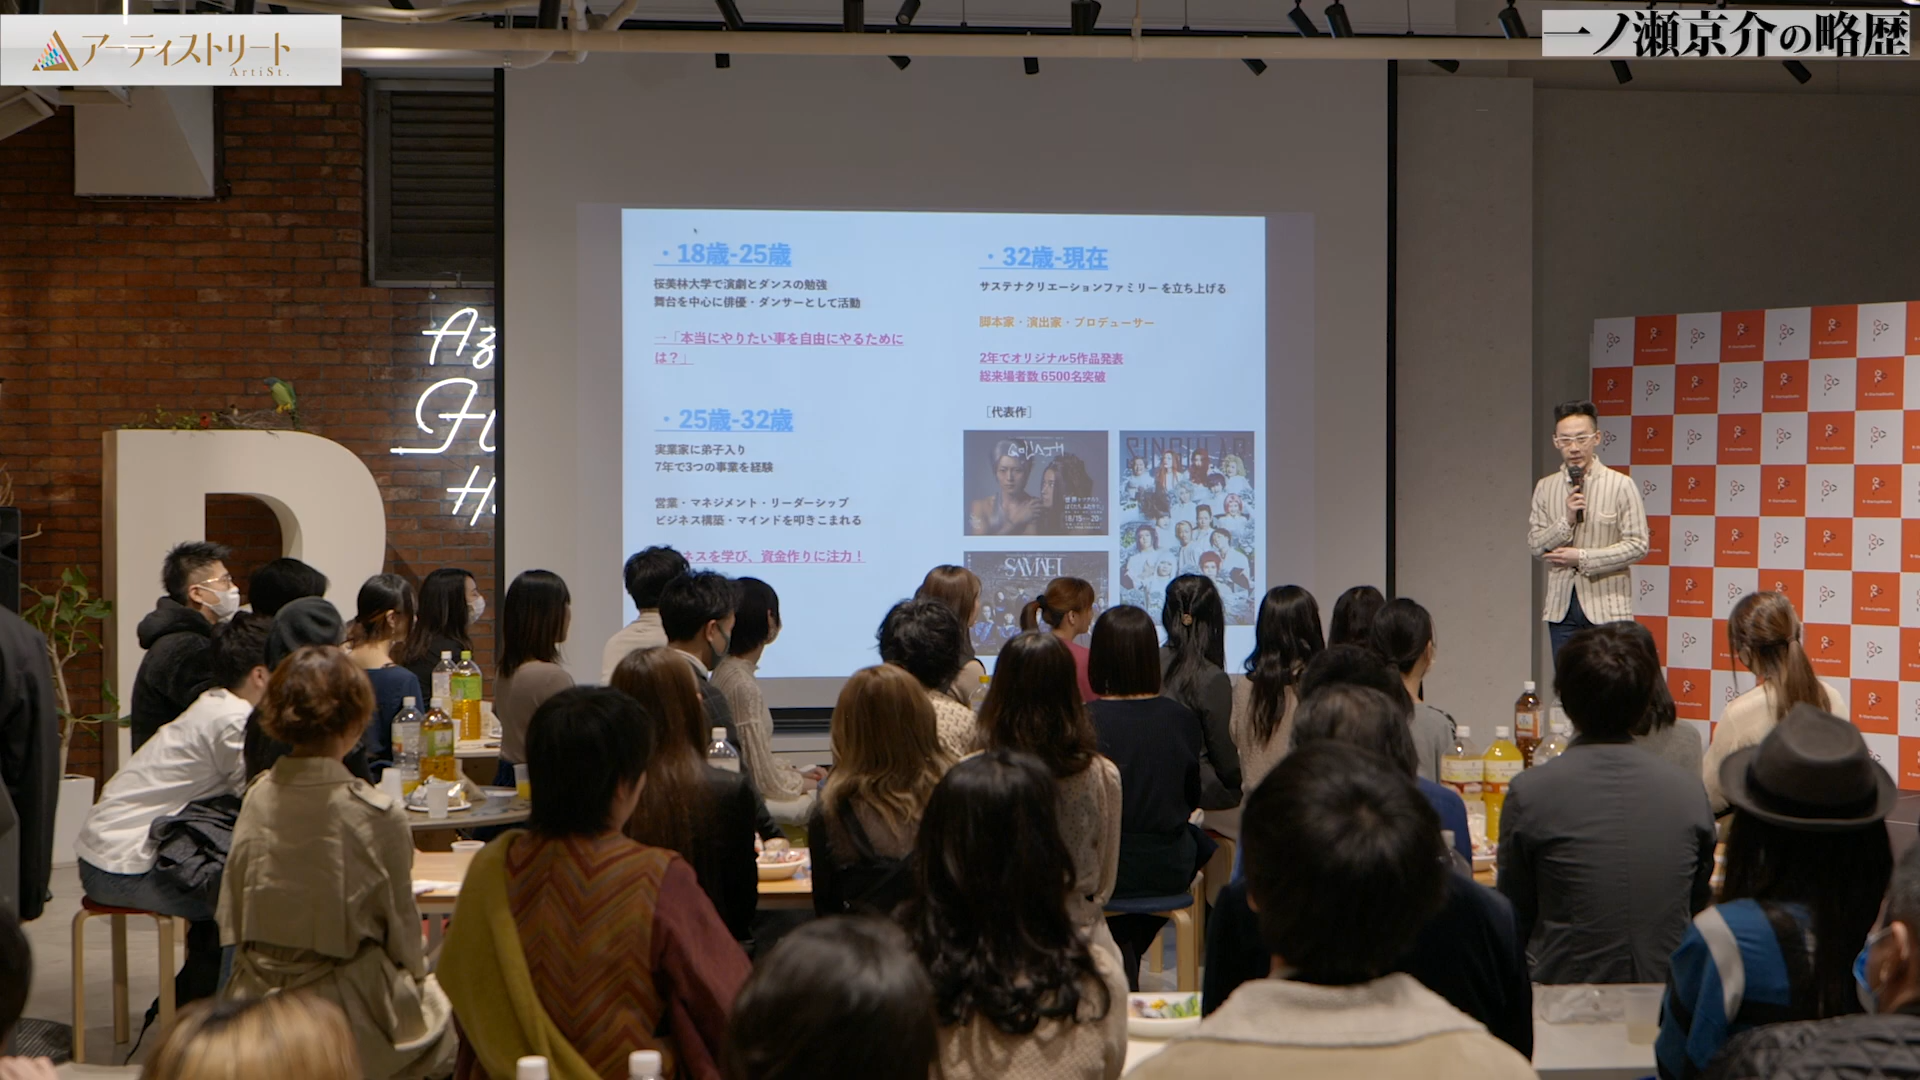 アーティストリート
ArtiSt.
一ノ瀬京介の略歴
・18歳-25歳
桜美林大学で演劇とダンスの勉強
舞台を中心に俳優・ダンサーとして活動
→「本当にやりたい事を自由にやるために
は？」
・25歳-32歳
実業家に弟子入り
7年で3つの事業を経験
営業・マネジメント・リーダーシップ
ビジネス構築・マインドを叩きこまれる
ネスを学び、資金作りに注力！
・32歳-現在
サステナクリエーションファミリー を立ち上げる
脚本家・演出家・プロデューサー
2年でオリジナル5作品発表
総来場者数 6500名突破
［代表作］
GOLIATH
SINGULAR
SAMAEL